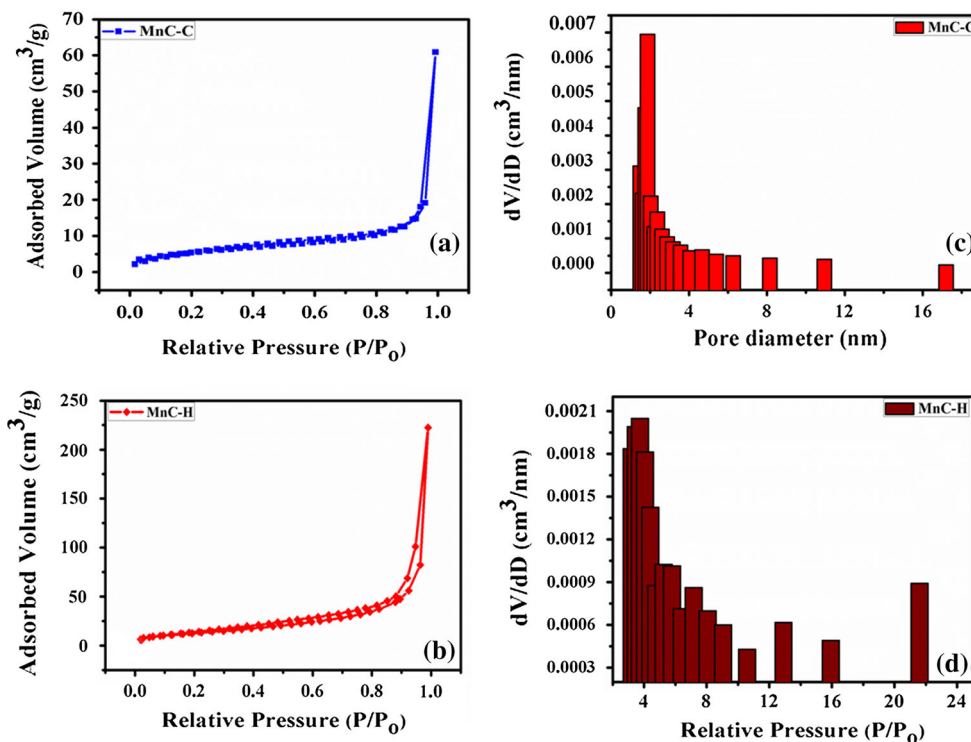 MnC-C
Adsorbed Volume (cm³/g)
70
60
50
40
30
20
10
0
(a)
0.0 0.2 0.4 0.6 0.8 1.0
Relative Pressure (P/P₀)
MnC-C
dV/dD (cm³/nm)
0.007
0.006
0.004
0.003
0.002
0.001
0.000
(c)
0 4 8 12 16
Pore diameter (nm)
MnC-H
Adsorbed Volume (cm³/g)
250
200
150
100
50
0
(b)
0.0 0.2 0.4 0.6 0.8 1.0
Relative Pressure (P/P₀)
MnC-H
dV/dD (cm³/nm)
0.0021
0.0018
0.0015
0.0012
0.0009
0.0006
0.0003
(d)
4 8 12 16 20 24
Relative Pressure (P/P₀)